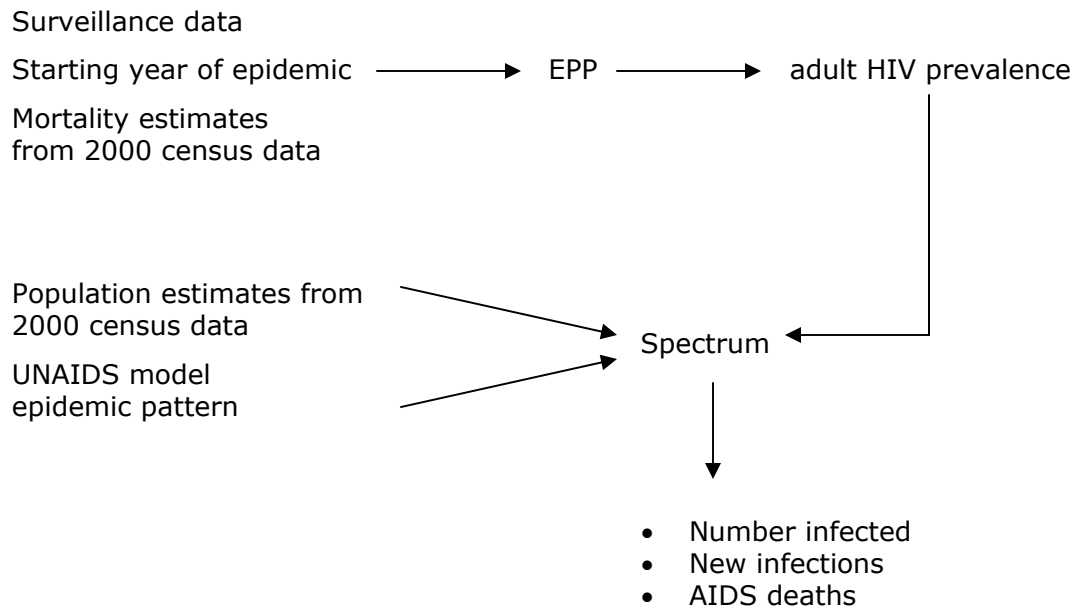 Surveillance data
Starting year of epidemic
EPP
adult HIV prevalence
Mortality estimates
from 2000 census data
Population estimates from
2000 census data
Spectrum
UNAIDS model
epidemic pattern
• Number infected
• New infections
• AIDS deaths